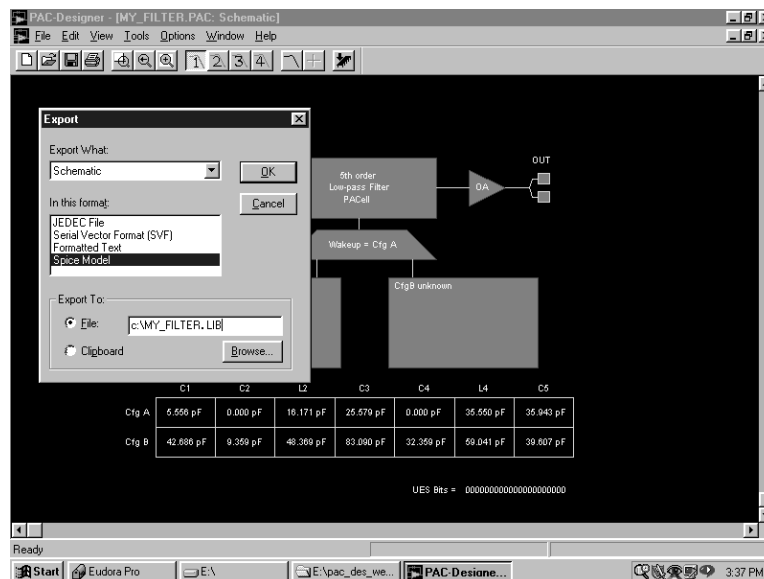 PAC-Designer - [MY_FILTER.PAC: Schematic]
File Edit View Tools Options Window Help
1 2 3 4
Export
Export What:
Schematic
OK
In this format:
Cancel
JEDEC File
Serial Vector Format (SVF)
Formatted Text
Spice Model
Export To:
File: c:\MY_FILTER.LIB
Clipboard
Browse...
5th order
Low-pass Filter
PACell
OA
OUT
Wakeup = Cfg A
CfgB unknown
C1 C2 L2 C3 C4 L4 C5
Cfg A 5.556 pF 0.000 pF 16.171 pF 25.579 pF 0.000 pF 35.550 pF 35.943 pF
Cfg B 42.686 pF 9.359 pF 48.369 pF 83.090 pF 32.359 pF 59.041 pF 39.607 pF
UES Bits = 000000000000000000000
Ready
Start Eudora Pro E:\ E:\pac_des_we... PAC-Designe... 3:37 PM